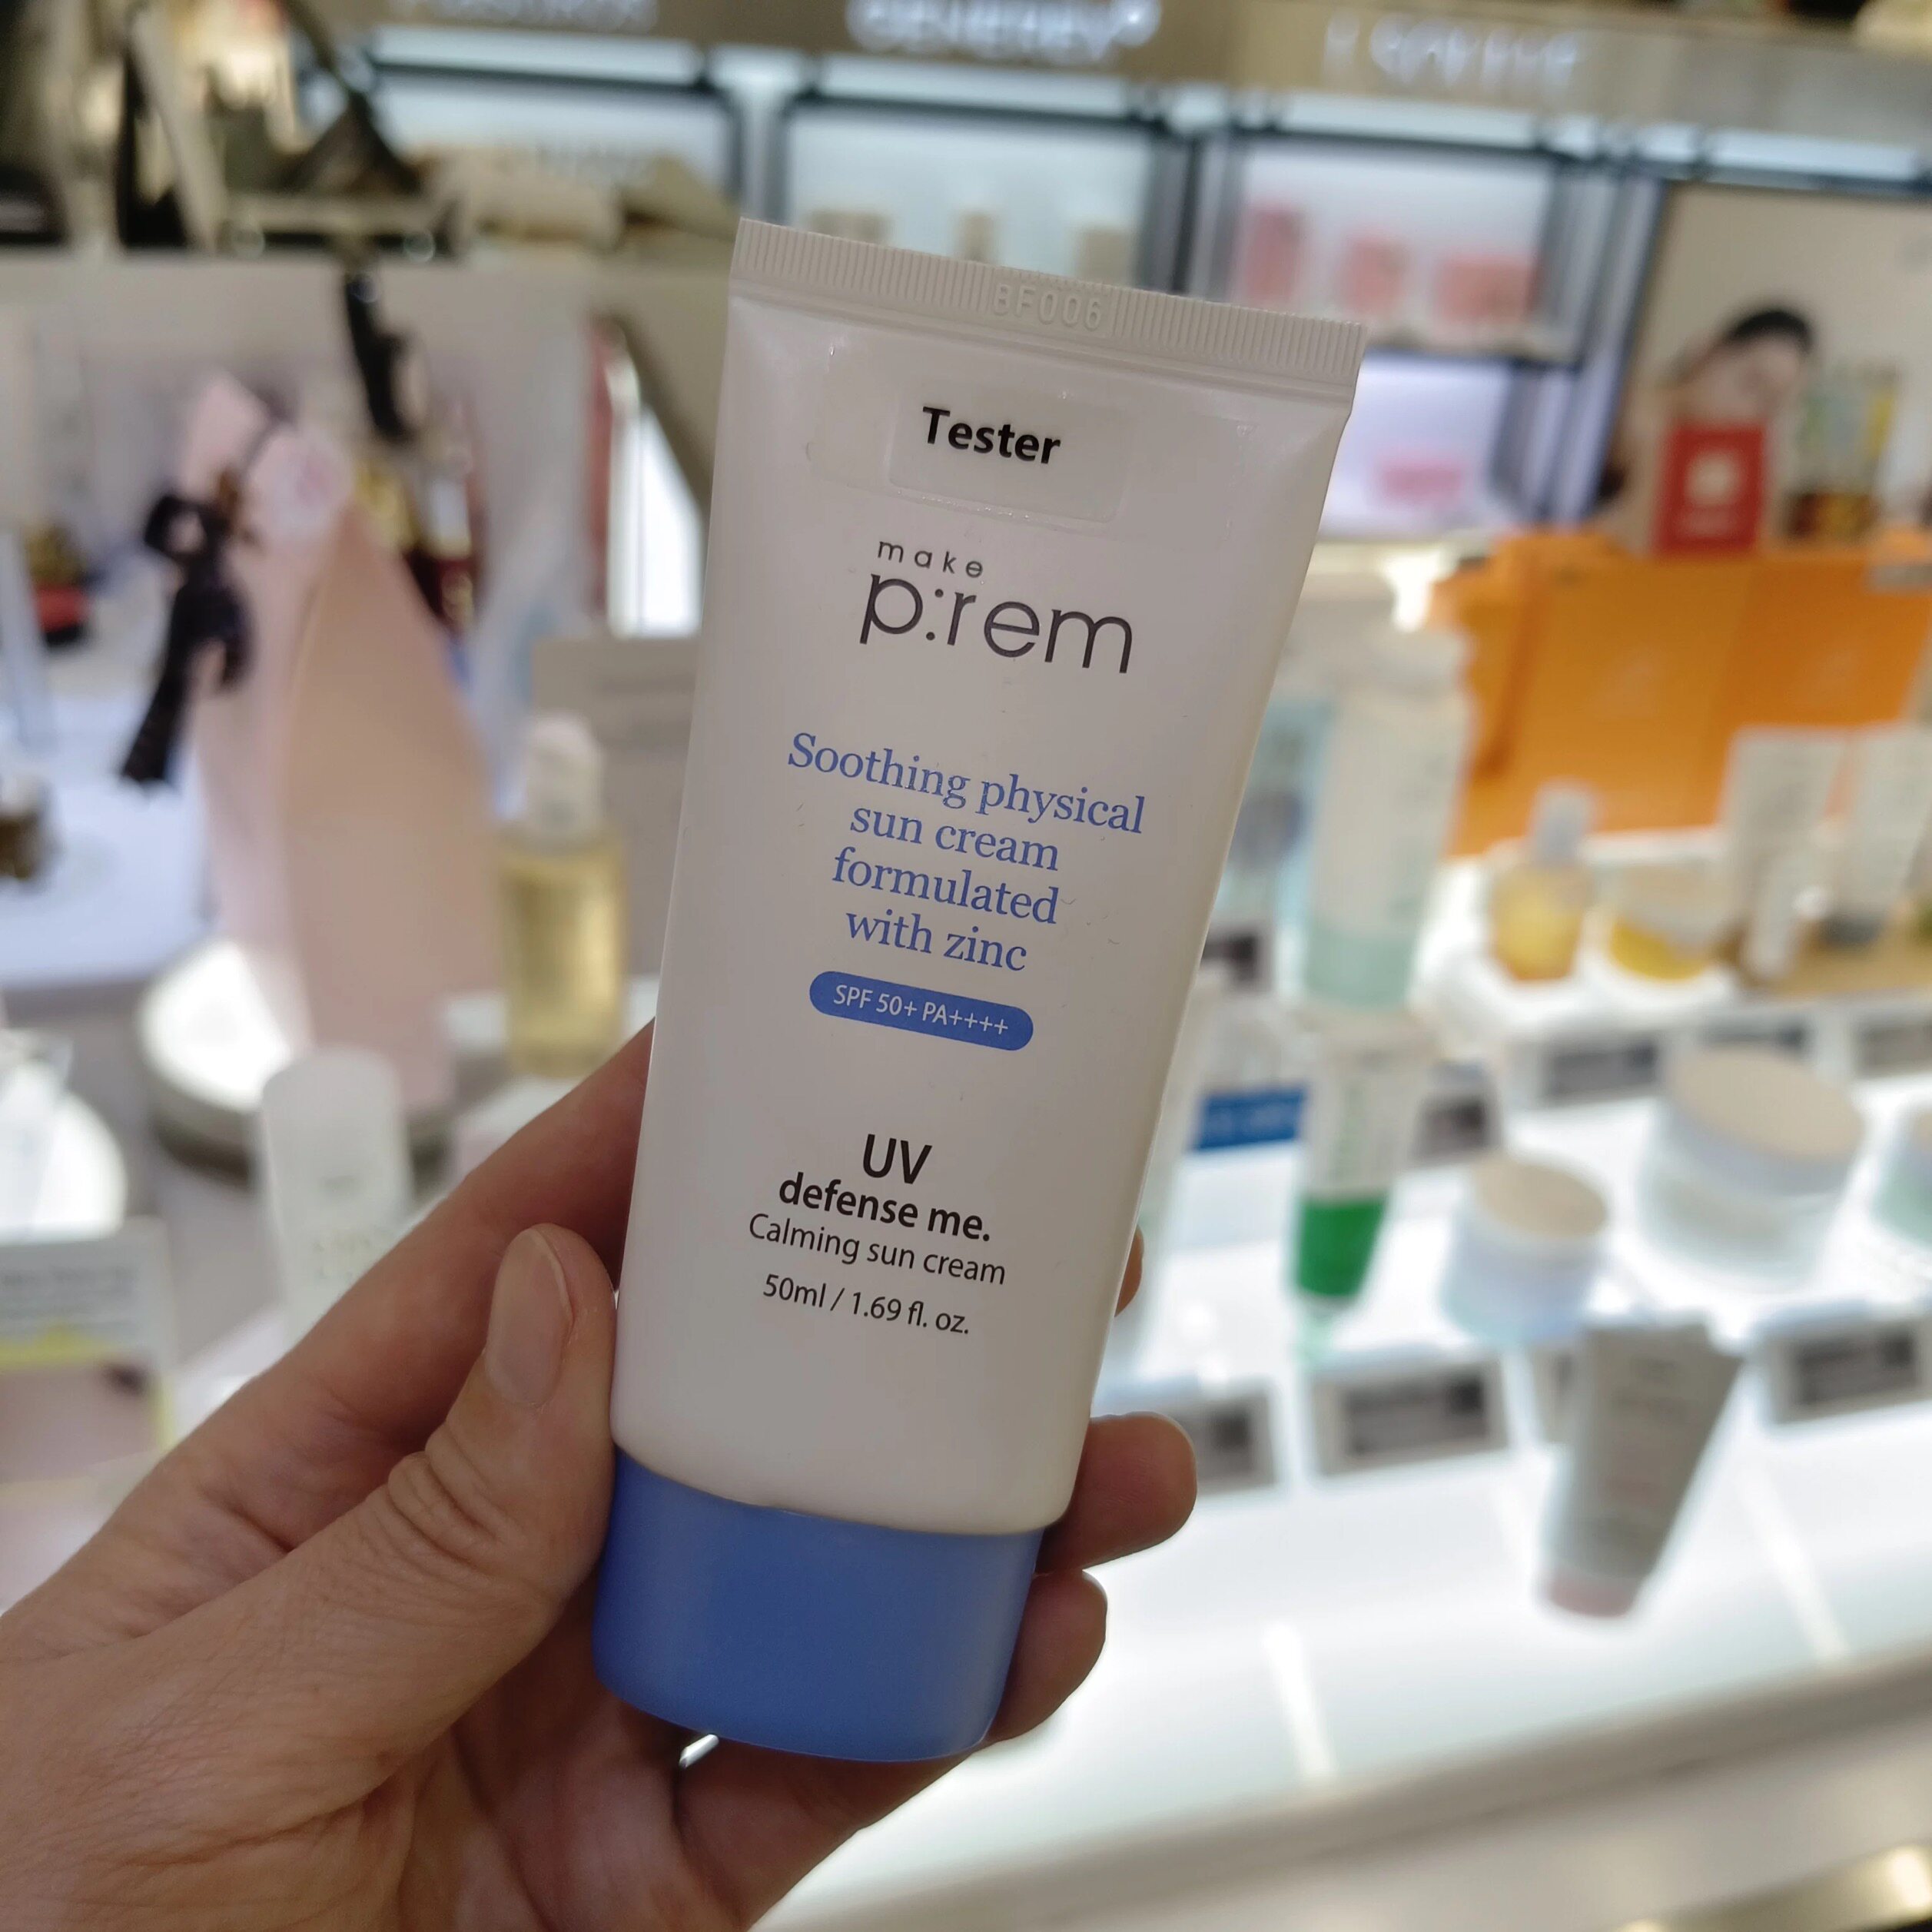 6F006
Tester
make
p:rem
Soothing physical
sun cream
formulated
with zinc
SPF 50+ PA++++
UV
defense me.
Calming sun cream
50ml / 1.69 fl. oz.